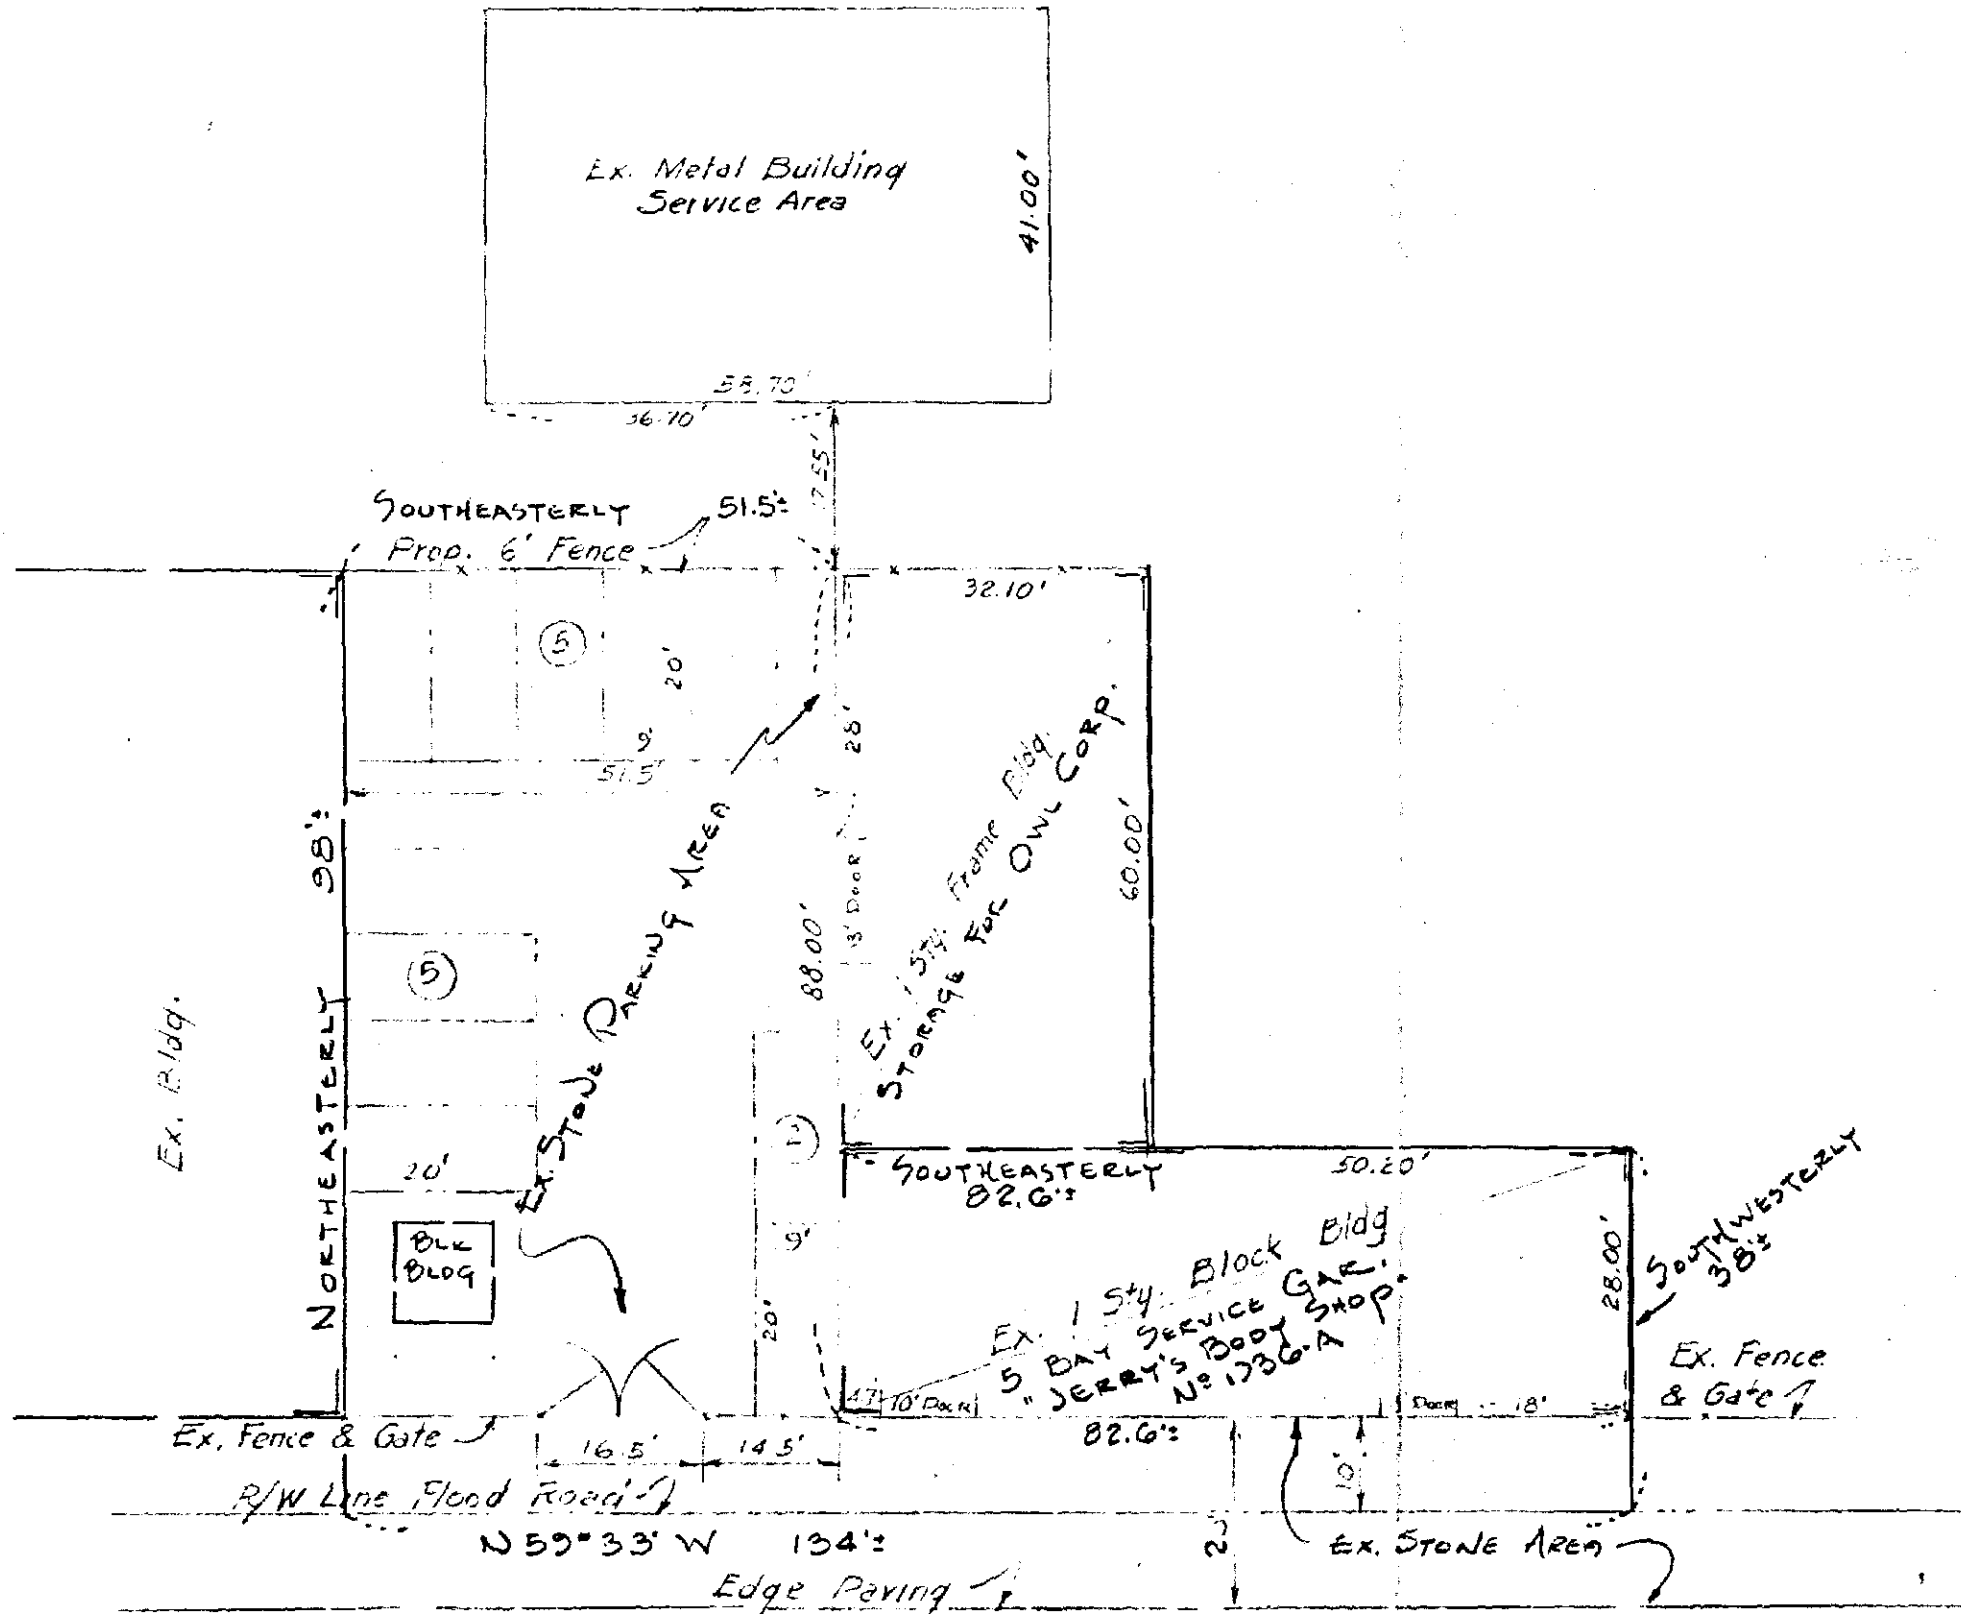 Ex. Metal Building
Service Area
41.00'
58.70'
36.70'
17.55'
SOUTHEASTERLY 51.5'±
Prop. 6' Fence
32.10'
5
20'
28'
9'
51.5'
NORTHEASTERLY 98'±
Ex. Bldg.
5
Ex. STONE PARKING AREA
88.00'
DOOR
Ex. 1 Sty. Frame Bldg.
STORAGE FOR OWL CORP.
60.00'
20'
BLK
BLDG
9'
20'
SOUTHEASTERLY
82.6'±
50.20'
Ex. 1 Sty. Block Bldg
5 BAY SERVICE GAR.
"JERRY'S BODY SHOP"
Nº 1736-A
28.00'
SOUTHWESTERLY
38'±
Ex. Fence
& Gate
10' DOOR
DOOR
18'
82.6'±
Ex. Fence & Gate
16.5'
14.5'
10'
R/W Line Flood Road
N 59° 33' W 134'±
EX. STONE AREA
Edge Paving